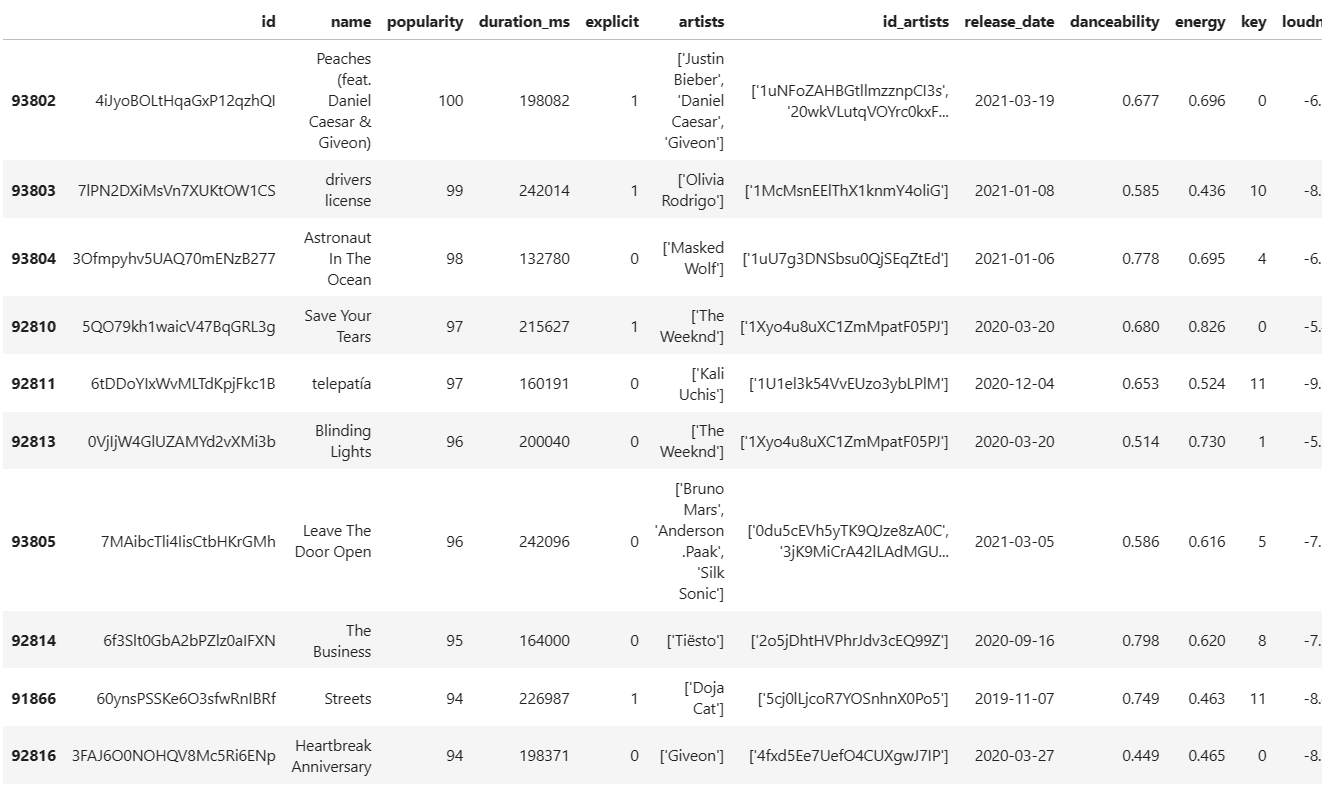 id name popularity duration_ms explicit artists id_artists release_date danceability energy key loudn
93802 4iJyoBOLtHqaGxP12qzhQI Peaches (feat. Daniel Caesar & Giveon) 100 198082 1 ['Justin Bieber', 'Daniel Caesar', 'Giveon'] ['1uNFoZAHBGtllmzznpCI3s', '20wkVLutqVOYrc0kxF... 2021-03-19 0.677 0.696 0 -6.
93803 7lPN2DXiMsVn7XUKtOW1CS drivers license 99 242014 1 ['Olivia Rodrigo'] ['1McMsnEElThX1knmY4oliG'] 2021-01-08 0.585 0.436 10 -8.
93804 3Ofmpyhv5UAQ70mENzB277 Astronaut In The Ocean 98 132780 0 ['Masked Wolf'] ['1uU7g3DNSbsu0QjSEqZtEd'] 2021-01-06 0.778 0.695 4 -6.
92810 5QO79kh1waicV47BqGRL3g Save Your Tears 97 215627 1 ['The Weeknd'] ['1Xyo4u8uXC1ZmMpatF05PJ'] 2020-03-20 0.680 0.826 0 -5.
92811 6tDDoYIxWvMLTdKpjFkc1B telepatía 97 160191 0 ['Kali Uchis'] ['1U1el3k54VvEUzo3ybLPlM'] 2020-12-04 0.653 0.524 11 -9.
92813 0VjIjW4GlUZAMYd2vXMi3b Blinding Lights 96 200040 0 ['The Weeknd'] ['1Xyo4u8uXC1ZmMpatF05PJ'] 2020-03-20 0.514 0.730 1 -5.
93805 7MAibcTli4IisCtbHKrGMh Leave The Door Open 96 242096 0 ['Bruno Mars', 'Anderson .Paak', 'Silk Sonic'] ['0du5cEVh5yTK9QJze8zA0C', '3jK9MiCrA42lLAdMGU... 2021-03-05 0.586 0.616 5 -7.
92814 6f3Slt0GbA2bPZlz0aIFXN The Business 95 164000 0 ['Tiësto'] ['2o5jDhtHVPhrJdv3cEQ99Z'] 2020-09-16 0.798 0.620 8 -7.
91866 60ynsPSSKe6O3sfwRnIBRf Streets 94 226987 1 ['Doja Cat'] ['5cj0lLjcoR7YOSnhnX0Po5'] 2019-11-07 0.749 0.463 11 -8.
92816 3FAJ6O0NOHQV8Mc5Ri6ENp Heartbreak Anniversary 94 198371 0 ['Giveon'] ['4fxd5Ee7UefO4CUXgwJ7IP'] 2020-03-27 0.449 0.465 0 -8.